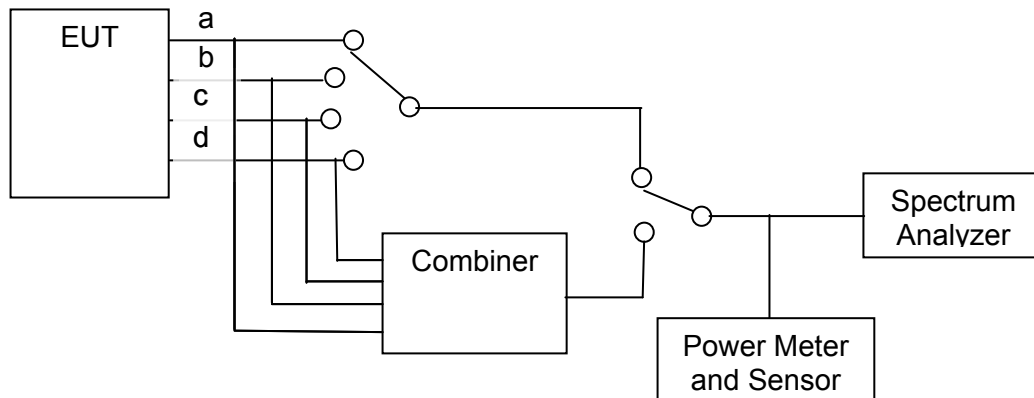 EUT
a
b
c
d
Combiner
Spectrum
Analyzer
Power Meter
and Sensor